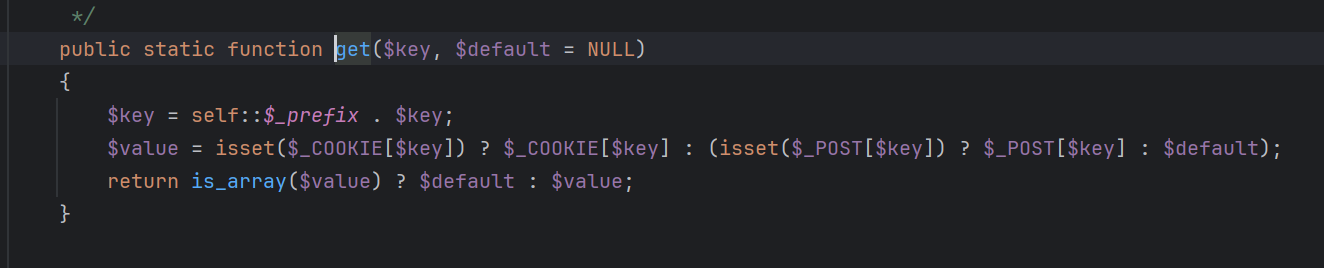 */
public static function get($key, $default = NULL)
{
$key = self::$_prefix . $key;
$value = isset($_COOKIE[$key]) ? $_COOKIE[$key] : (isset($_POST[$key]) ? $_POST[$key] : $default);
return is_array($value) ? $default : $value;
}